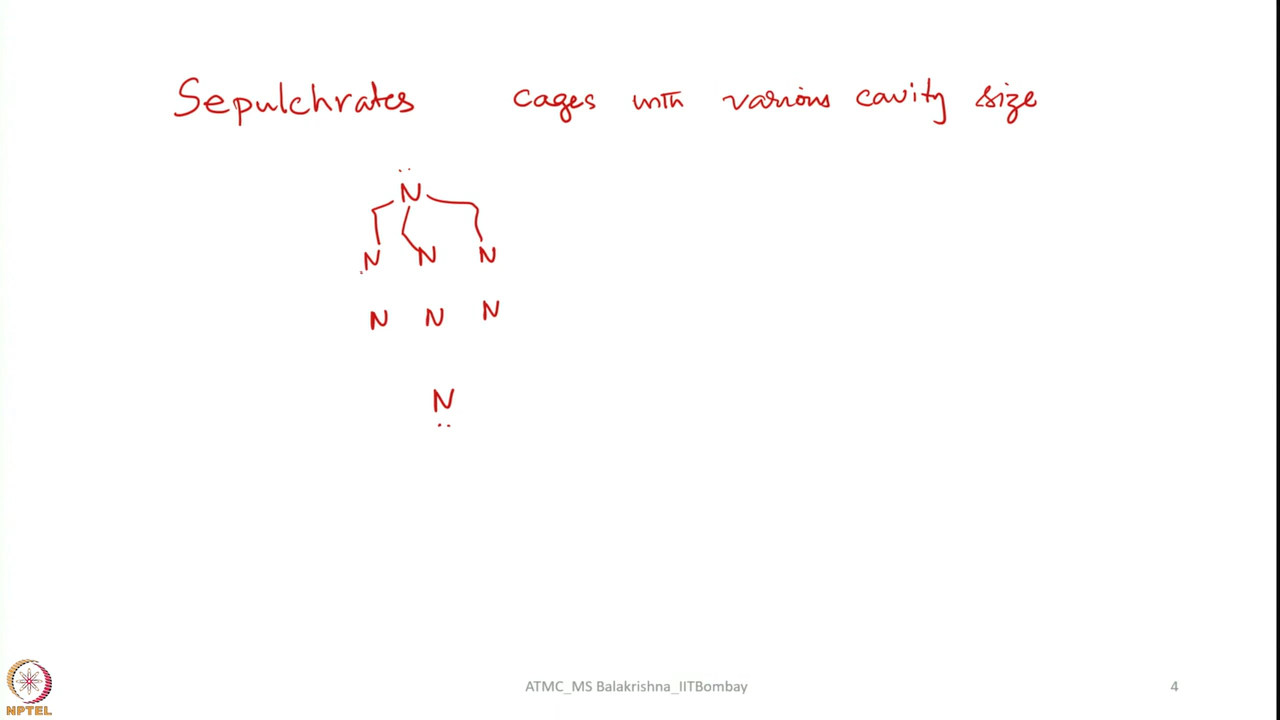 Sepulchrates cages with various cavity size
N
N N N
N N N
N
NPTEL
ATMC_MS Balakrishna_IITBombay 4